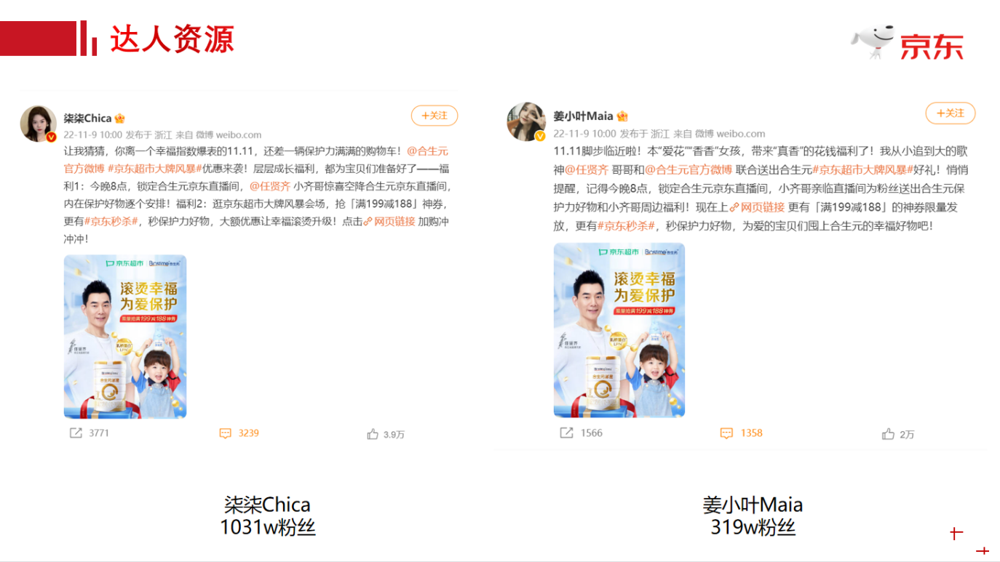 达人资源
京东
柒柒Chica
+关注
22-11-9 10:00 发布于 浙江 来自 微博 weibo.com
让我猜猜，你离一个幸福指数爆表的11.11，还差一辆保护力满满的购物车！@合生元
官方微博 #京东超市大牌风暴#优惠来袭！层层成长福利，都为宝贝们准备好了——福
利1：今晚8点，锁定合生元京东直播间，@任贤齐 小齐哥惊喜空降合生元京东直播间，
内在保护好物逐个安排！福利2：逛京东超市大牌风暴会场，抢「满199减188」神券，
更有#京东秒杀#，秒保护力好物，大额优惠让幸福滚烫升级！点击网页链接 加购冲
冲冲！
京东超市 Biostime合生元
滚烫幸福
为爱保护
限量抢满199减188神券
任贤齐
3771
3239
3.9万
柒柒Chica
1031w粉丝
姜小叶Maia
+关注
22-11-9 10:00 发布于 浙江 来自 微博 weibo.com
11.11脚步临近啦！本“爱花”“香香”女孩，带来“真香”的花钱福利了！我从小追到大的歌
神@任贤齐 哥哥和@合生元官方微博 联合送出合生元#京东超市大牌风暴#好礼！悄悄
提醒，记得今晚8点，锁定合生元京东直播间，小齐哥亲临直播间为粉丝送出合生元保
护力好物和小齐哥周边福利！现在上网页链接 更有「满199减188」的神券限量发
放，更有#京东秒杀#，秒保护力好物，为爱的宝贝们囤上合生元的幸福好物吧！
京东超市 Biostime合生元
滚烫幸福
为爱保护
限量抢满199减188神券
任贤齐
1566
1358
2万
姜小叶Maia
319w粉丝